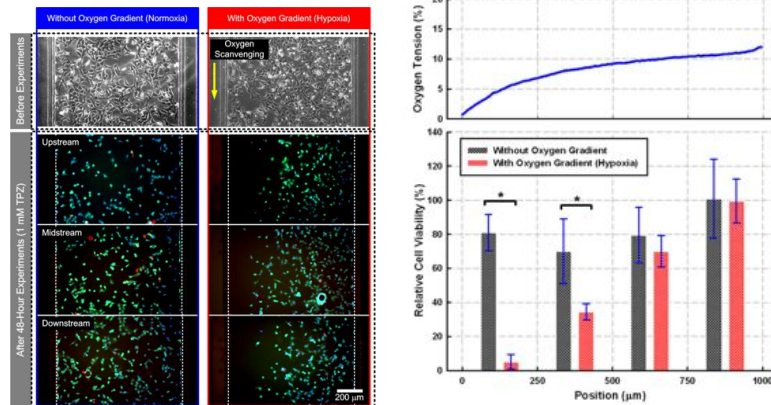 Without Oxygen Gradient (Normoxia)
With Oxygen Gradient (Hypoxia)
Before Experiments
Oxygen
Scavenging
After 48-Hour Experiments (1 mM TPZ)
Upstream
Midstream
Downstream
200 μm
Oxygen Tension (%)
20
15
10
5
0
Relative Cell Viability (%)
140
120
100
80
60
40
20
0
Without Oxygen Gradient
With Oxygen Gradient (Hypoxia)
*
*
0
250
500
750
1000
Position (μm)